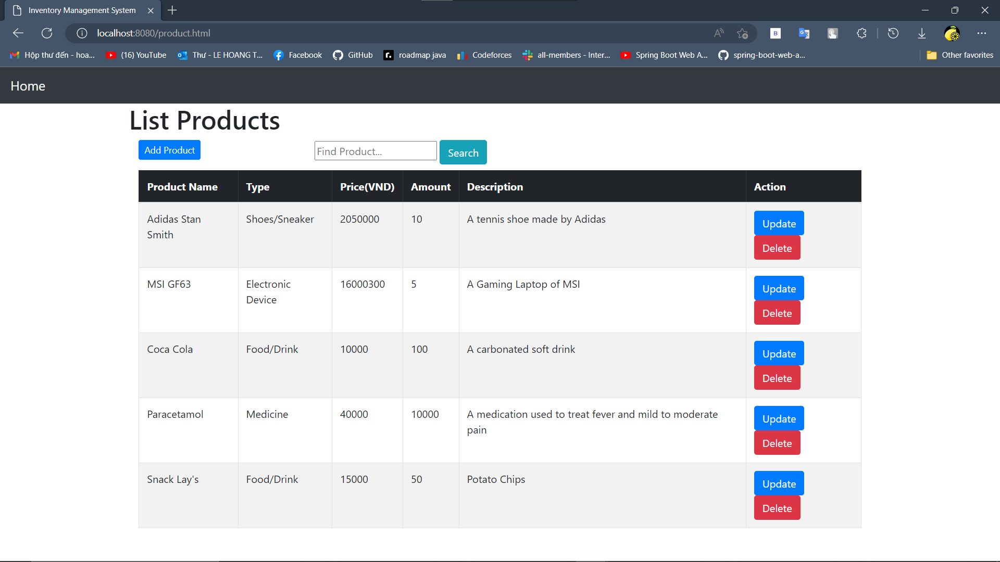 Inventory Management System
localhost:8080/product.html
Hộp thư đến - hoa... (16) YouTube Thư - LE HOANG T... Facebook GitHub roadmap java Codeforces all-members - Inter... Spring Boot Web A... spring-boot-web-a... Other favorites
Home
List Products
Add Product Find Product... Search
Product Name Type Price(VND) Amount Description Action
Adidas Stan Smith Shoes/Sneaker 2050000 10 A tennis shoe made by Adidas Update
Delete
MSI GF63 Electronic Device 16000300 5 A Gaming Laptop of MSI Update
Delete
Coca Cola Food/Drink 10000 100 A carbonated soft drink Update
Delete
Paracetamol Medicine 40000 10000 A medication used to treat fever and mild to moderate pain Update
Delete
Snack Lay's Food/Drink 15000 50 Potato Chips Update
Delete